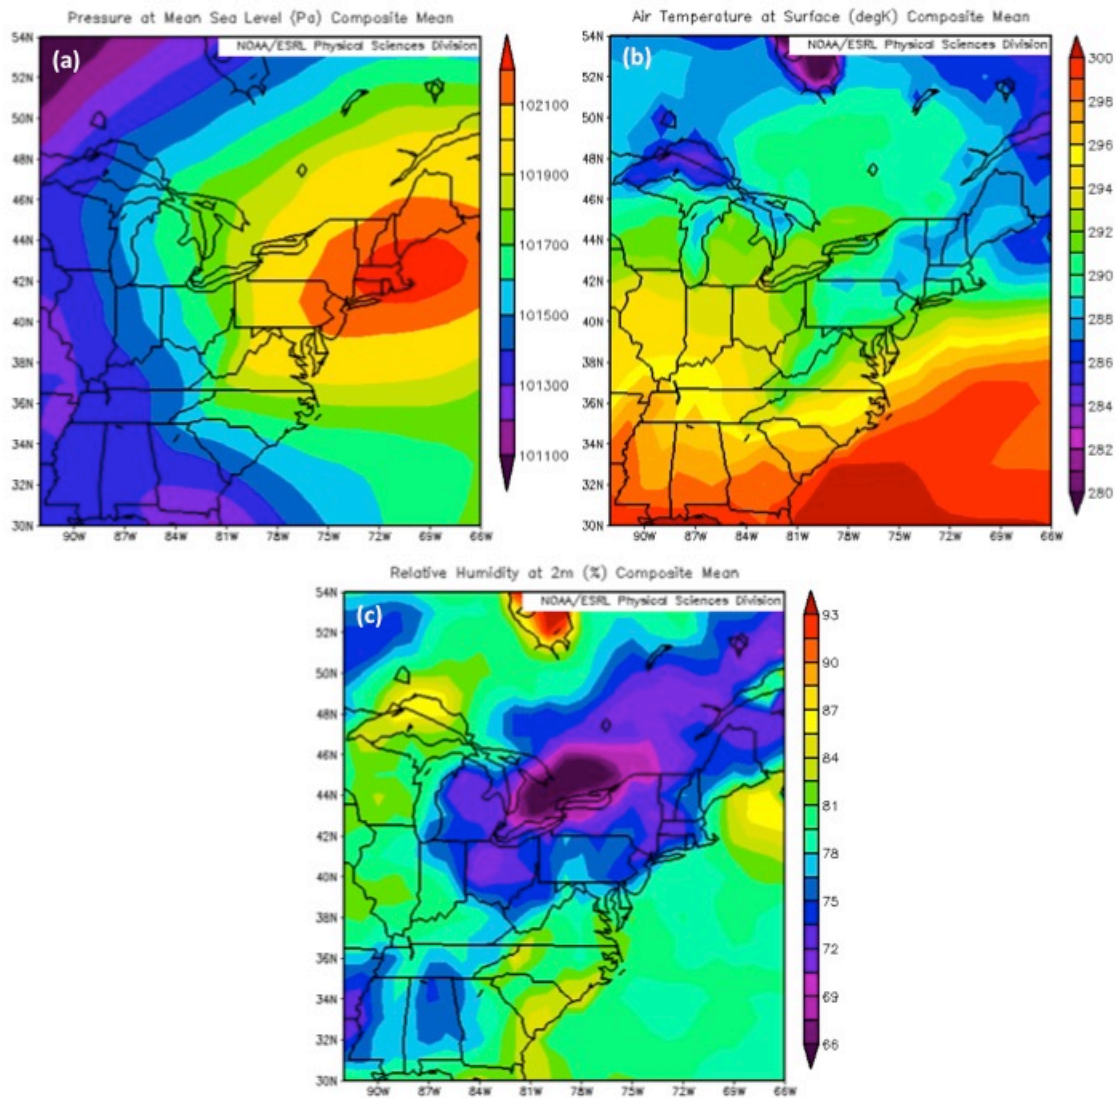 Pressure at Mean Sea Level (Pa) Composite Mean
NOAA/ESRL Physical Sciences Division
(a)
54N
52N
50N
48N
46N
44N
42N
40N
38N
36N
34N
32N
30N
90W 87W 84W 81W 78W 75W 72W 69W 66W
102100
101900
101700
101500
101300
101100
Air Temperature at Surface (degK) Composite Mean
NOAA/ESRL Physical Sciences Division
(b)
54N
52N
50N
48N
46N
44N
42N
40N
38N
36N
34N
32N
30N
90W 87W 84W 81W 78W 75W 72W 69W 66W
300
298
296
294
292
290
288
286
284
282
280
Relative Humidity at 2m (%) Composite Mean
NOAA/ESRL Physical Sciences Division
(c)
54N
52N
50N
48N
46N
44N
42N
40N
38N
36N
34N
32N
30N
90W 87W 84W 81W 78W 75W 72W 69W 66W
93
90
87
84
81
78
75
72
69
66